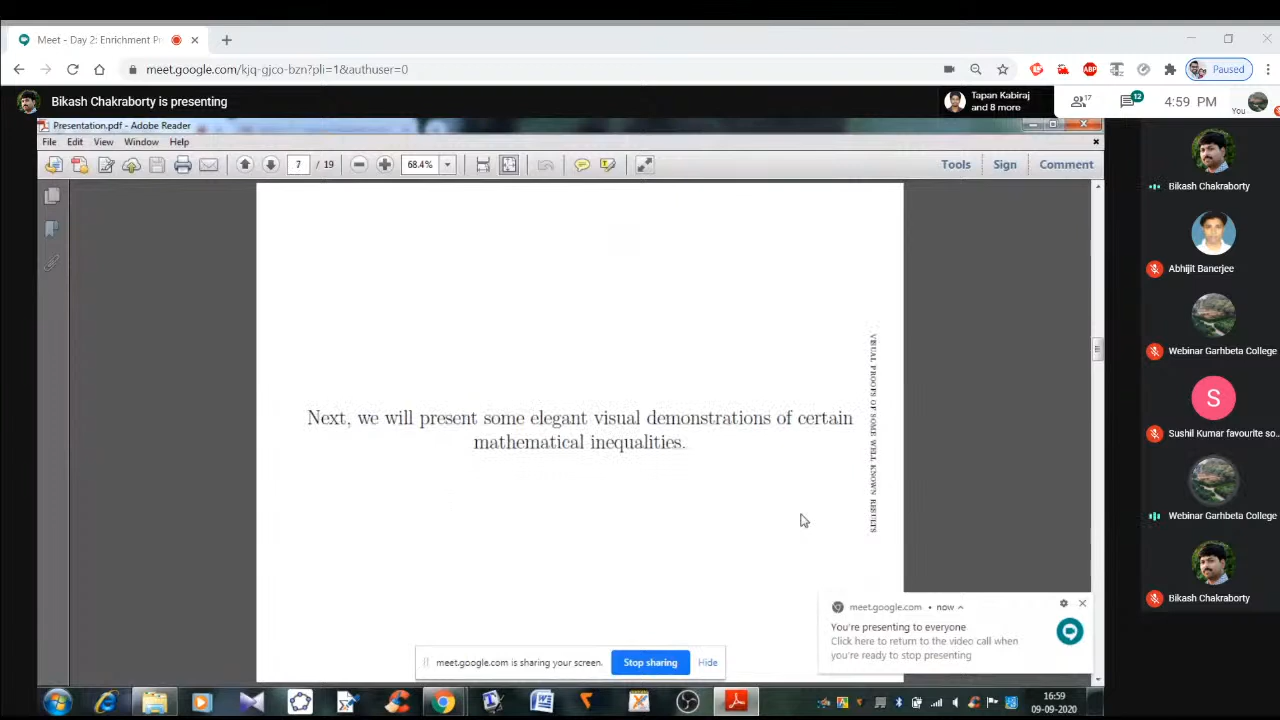 Meet - Day 2: Enrichment Pr
meet.google.com/kjq-gjco-bzn?pli=1&authuser=0
ABP
Paused
Bikash Chakraborty is presenting
Tapan Kabiraj
and 8 more
17
12
4:59 PM
You
Presentation.pdf - Adobe Reader
File Edit View Window Help
7 / 19
68.4%
Tools Sign Comment
Bikash Chakraborty
Abhijit Banerjee
Webinar Garhbeta College
S
Sushil Kumar favourite so...
Webinar Garhbeta College
Bikash Chakraborty
Next, we will present some elegant visual demonstrations of certain
mathematical inequalities.
VISUAL PROOFS OF SOME WELL KNOWN RESULTS
meet.google.com • now
You're presenting to everyone
Click here to return to the video call when
you're ready to stop presenting
meet.google.com is sharing your screen.
Stop sharing
Hide
16:59
09-09-2020